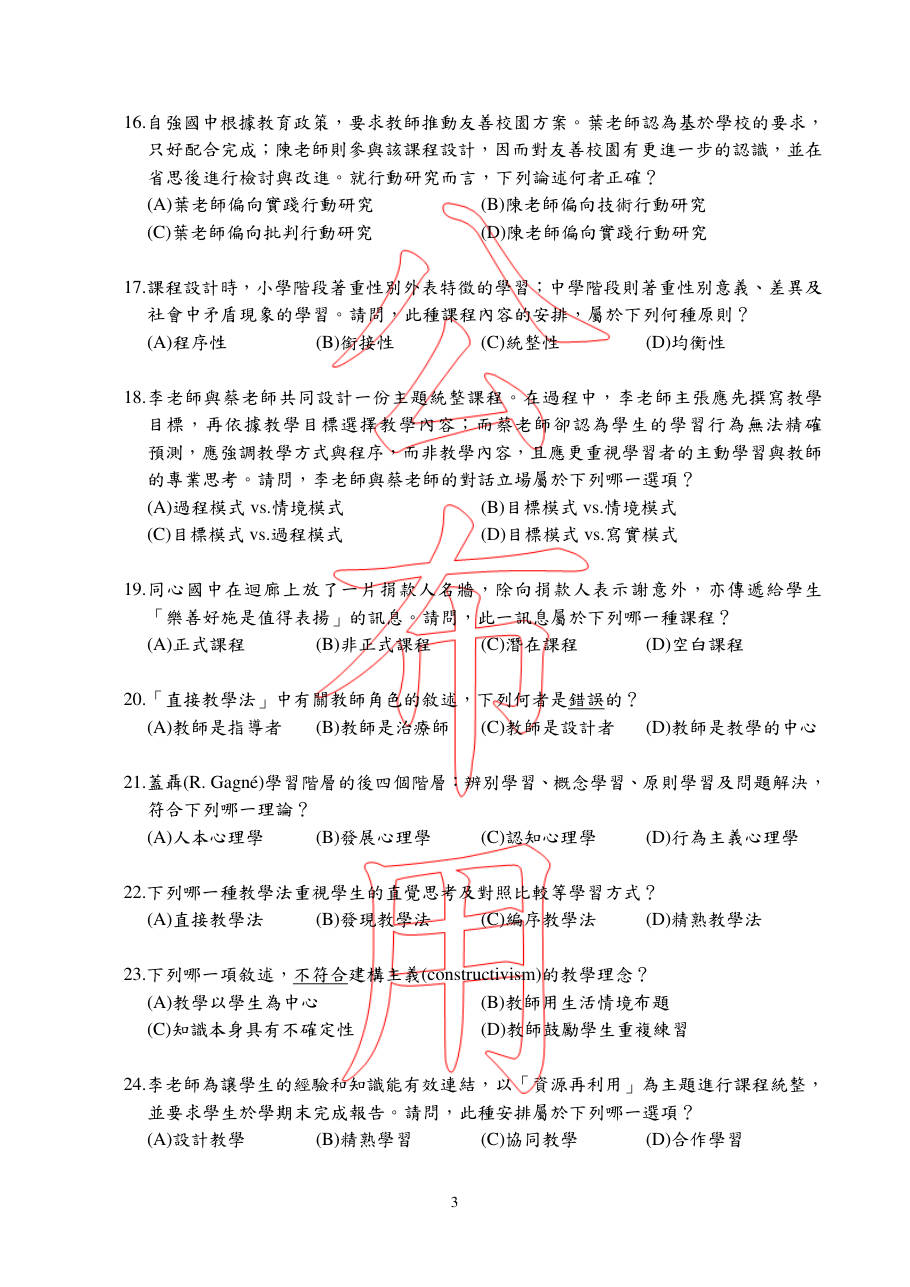 16.自強國中根據教育政策，要求教師推動友善校園方案。葉老師認為基於學校的要求，
只好配合完成；陳老師則參與該課程設計，因而對友善校園有更進一步的認識，並在
省思後進行檢討與改進。就行動研究而言，下列論述何者正確？
(A)葉老師偏向實踐行動研究 (B)陳老師偏向技術行動研究
(C)葉老師偏向批判行動研究 (D)陳老師偏向實踐行動研究
17.課程設計時，小學階段著重性別外表特徵的學習；中學階段則著重性別意義、差異及
社會中矛盾現象的學習。請問，此種課程內容的安排，屬於下列何種原則？
(A)程序性 (B)銜接性 (C)統整性 (D)均衡性
18.李老師與蔡老師共同設計一份主題統整課程。在過程中，李老師主張應先撰寫教學
目標，再依據教學目標選擇教學內容；而蔡老師卻認為學生的學習行為無法精確
預測，應強調教學方式與程序，而非教學內容，且應更重視學習者的主動學習與教師
的專業思考。請問，李老師與蔡老師的對話立場屬於下列哪一選項？
(A)過程模式 vs.情境模式 (B)目標模式 vs.情境模式
(C)目標模式 vs.過程模式 (D)目標模式 vs.寫實模式
19.同心國中在迴廊上放了一片捐款人名牆，除向捐款人表示謝意外，亦傳遞給學生
「樂善好施是值得表揚」的訊息。請問，此一訊息屬於下列哪一種課程？
(A)正式課程 (B)非正式課程 (C)潛在課程 (D)空白課程
20.「直接教學法」中有關教師角色的敘述，下列何者是錯誤的？
(A)教師是指導者 (B)教師是治療師 (C)教師是設計者 (D)教師是教學的中心
21.蓋聶(R. Gagné)學習階層的後四個階層：辨別學習、概念學習、原則學習及問題解決，
符合下列哪一理論？
(A)人本心理學 (B)發展心理學 (C)認知心理學 (D)行為主義心理學
22.下列哪一種教學法重視學生的直覺思考及對照比較等學習方式？
(A)直接教學法 (B)發現教學法 (C)編序教學法 (D)精熟教學法
23.下列哪一項敘述，不符合建構主義(constructivism)的教學理念？
(A)教學以學生為中心 (B)教師用生活情境布題
(C)知識本身具有不確定性 (D)教師鼓勵學生重複練習
24.李老師為讓學生的經驗和知識能有效連結，以「資源再利用」為主題進行課程統整，
並要求學生於學期末完成報告。請問，此種安排屬於下列哪一選項？
(A)設計教學 (B)精熟學習 (C)協同教學 (D)合作學習
3
公布用